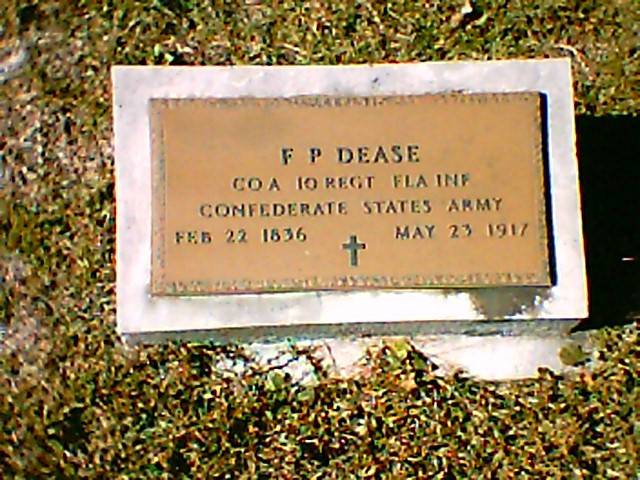 F P DEASE
CO A 10 REGT FLA INF
CONFEDERATE STATES ARMY
FEB 22 1836 MAY 23 1917